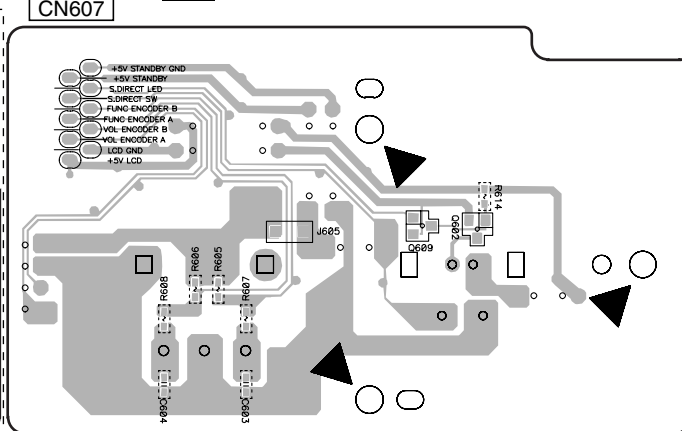 CN607
+5V STANDBY GND
+5V STANDBY
S.DIRECT LED
S.DIRECT SW
FUNC ENCODER B
FUNC ENCODER A
VOL ENCODER B
VOL ENCODER A
LCD GND
+5V LCD
R614
J605
Q602
Q609
R606
R605
R608
R607
C604
C603